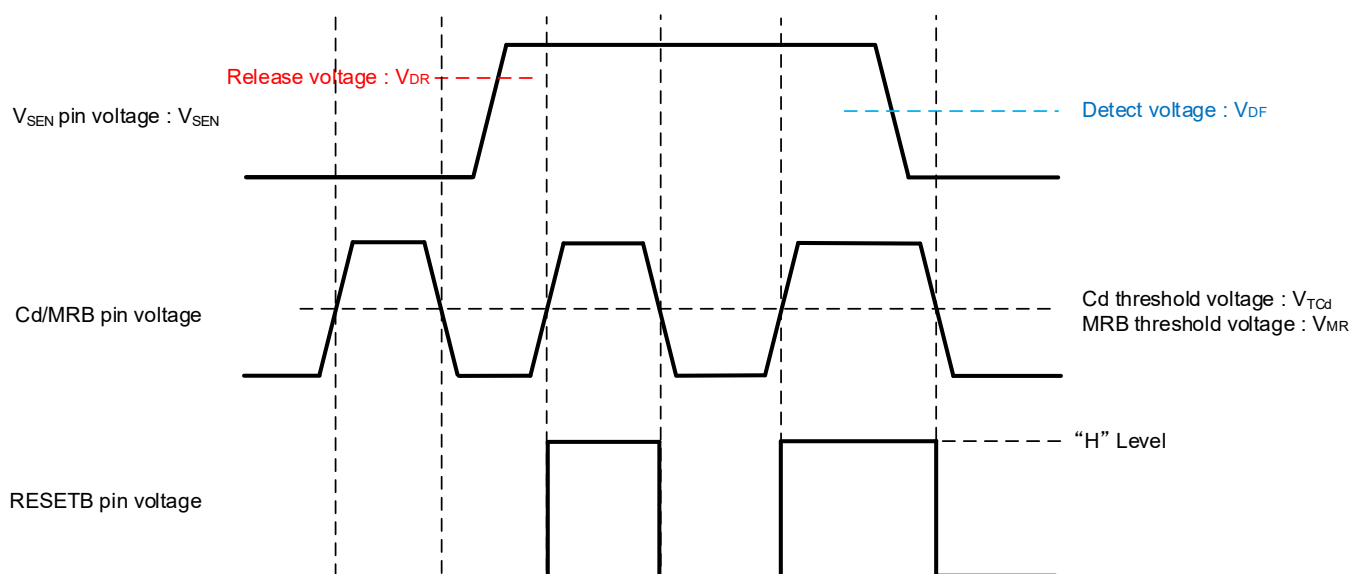 Release voltage : VDR
VSEN pin voltage : VSEN
Detect voltage : VDF
Cd/MRB pin voltage
Cd threshold voltage : VTCd
MRB threshold voltage : VMR
“H” Level
RESETB pin voltage